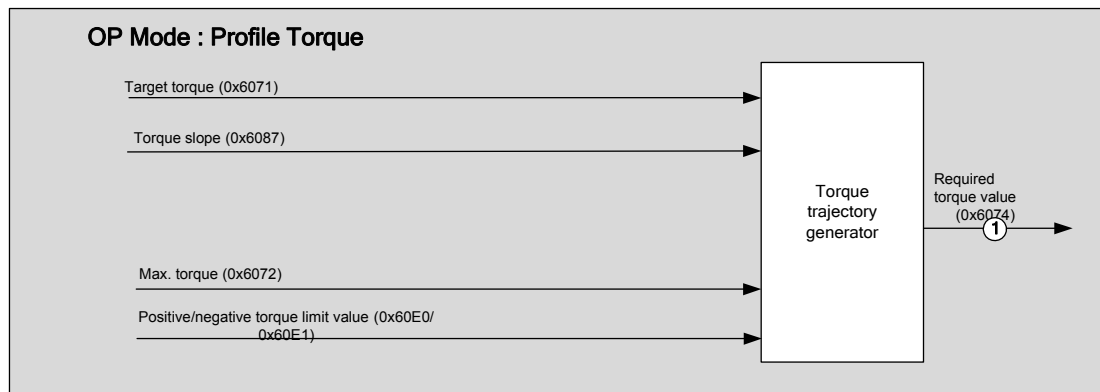 OP Mode : Profile Torque
Target torque (0x6071)
Torque slope (0x6087)
Torque
trajectory
generator
Required
torque value
(0x6074)
1
Max. torque (0x6072)
Positive/negative torque limit value (0x60E0/
0x60E1)